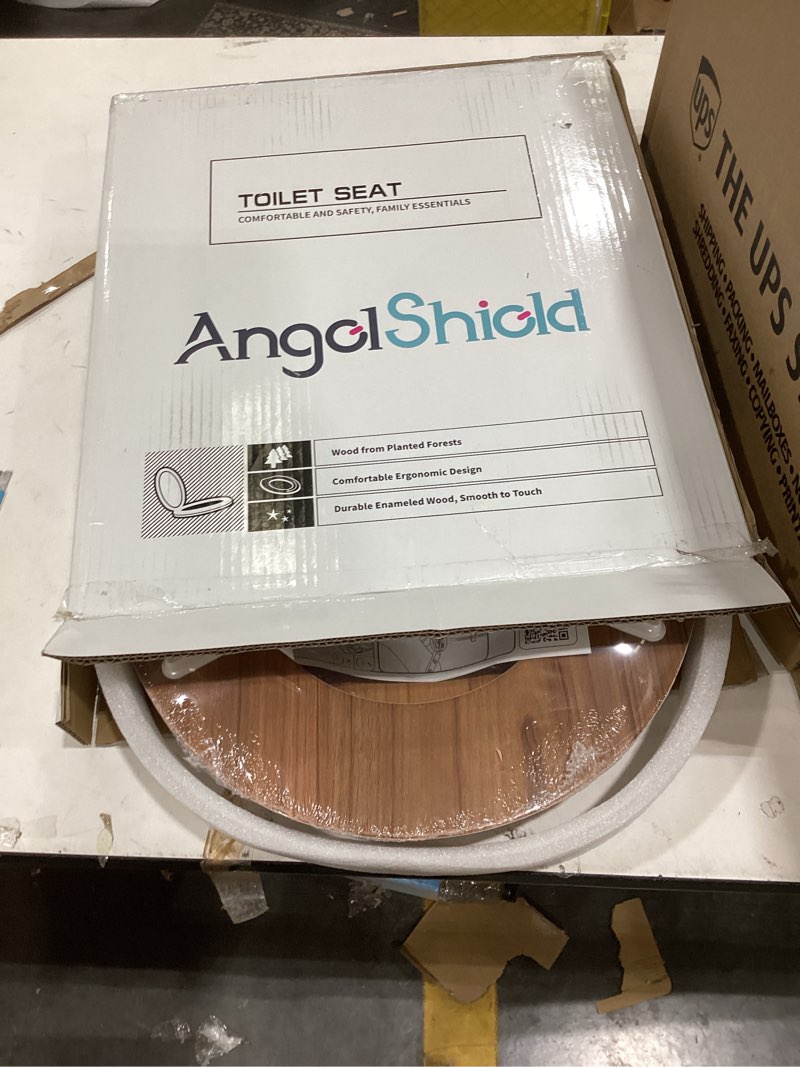 TOILET SEAT
COMFORTABLE AND SAFETY, FAMILY ESSENTIALS
AngelShield
Wood from Planted Forests
Comfortable Ergonomic Design
Durable Enameled Wood, Smooth to Touch
ups
THE UPS S
SHIPPING • PACKING • MAILBOXES •
SHREDDING • FAXING • COPYING •